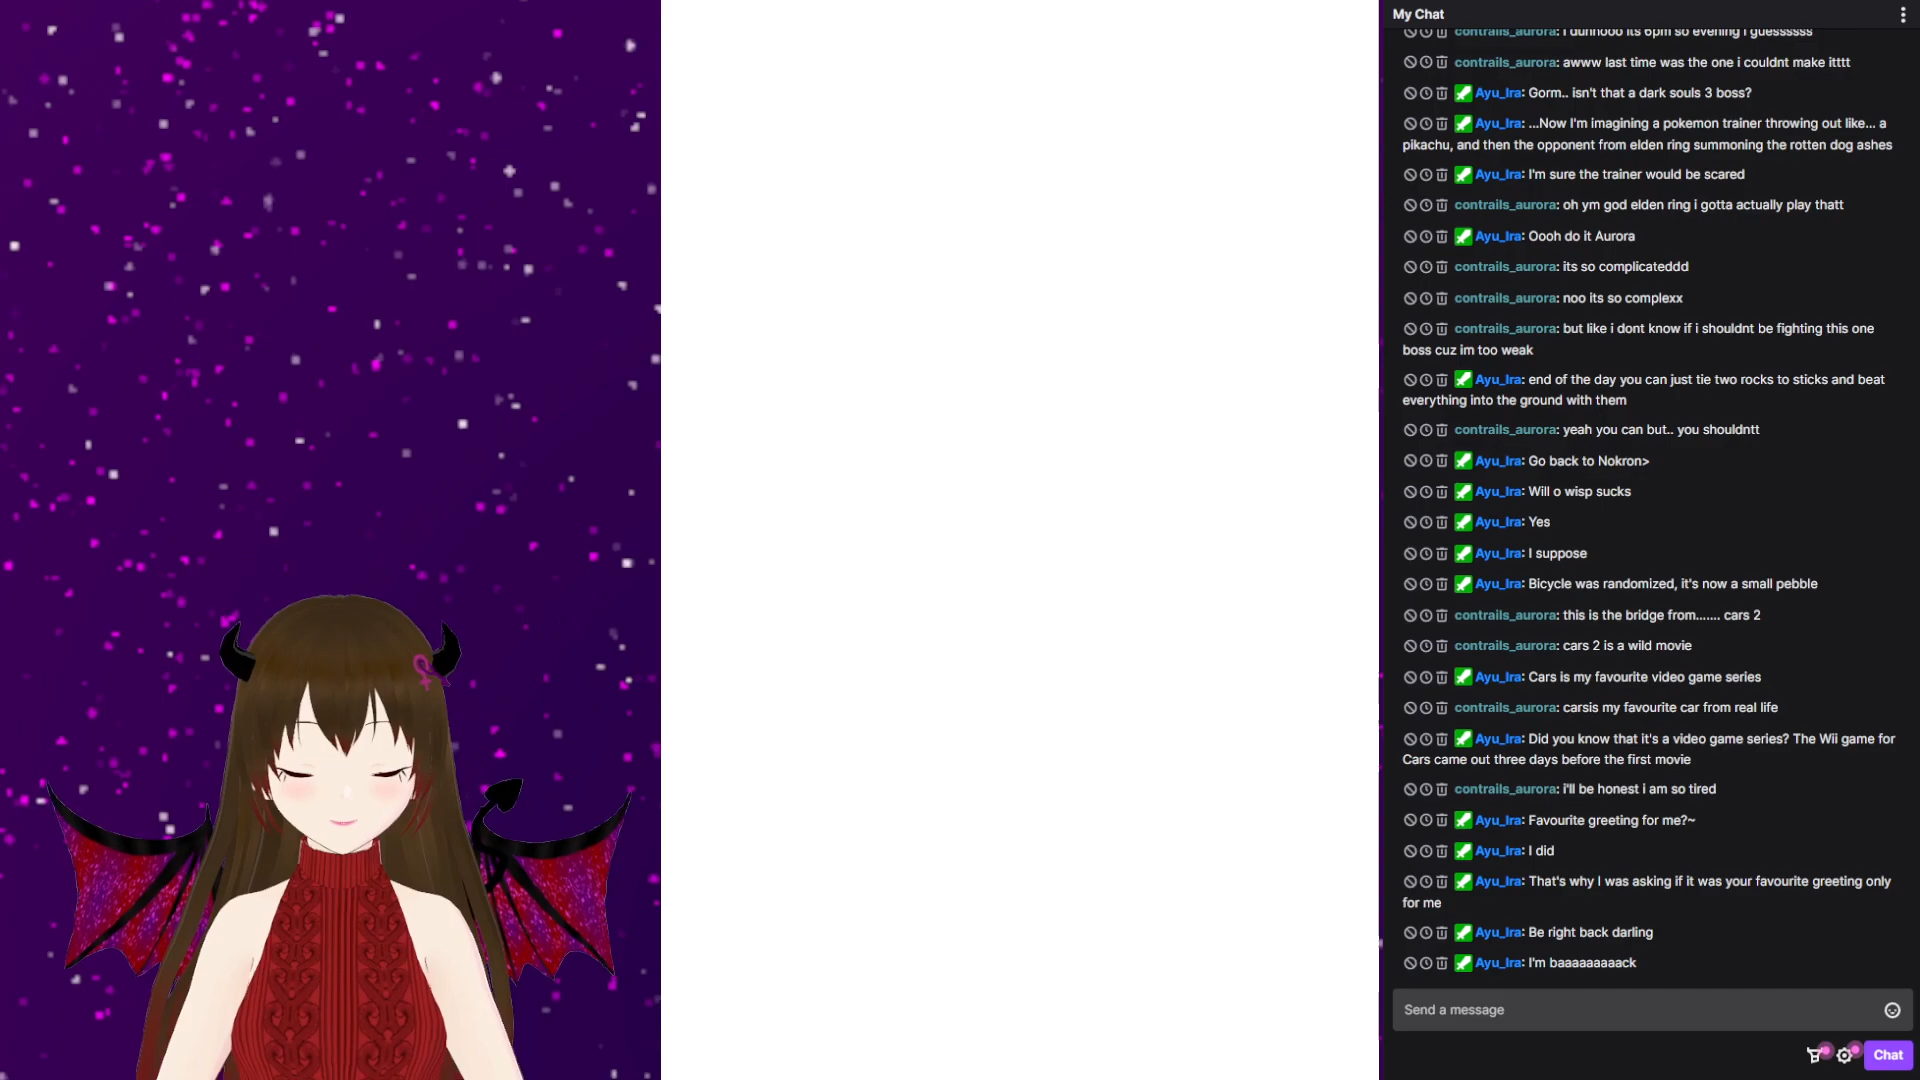 My Chat
contrails_aurora: i dunnooo its 6pm so evening i guessssss
contrails_aurora: awww last time was the one i couldnt make itttt
Ayu_Ira: Gorm.. isn't that a dark souls 3 boss?
Ayu_Ira: ...Now I'm imagining a pokemon trainer throwing out like... a
pikachu, and then the opponent from elden ring summoning the rotten dog ashes
Ayu_Ira: I'm sure the trainer would be scared
contrails_aurora: oh ym god elden ring i gotta actually play thatt
Ayu_Ira: Oooh do it Aurora
contrails_aurora: its so complicateddd
contrails_aurora: noo its so complexx
contrails_aurora: but like i dont know if i shouldnt be fighting this one
boss cuz im too weak
Ayu_Ira: end of the day you can just tie two rocks to sticks and beat
everything into the ground with them
contrails_aurora: yeah you can but.. you shouldntt
Ayu_Ira: Go back to Nokron>
Ayu_Ira: Will o wisp sucks
Ayu_Ira: Yes
Ayu_Ira: I suppose
Ayu_Ira: Bicycle was randomized, it's now a small pebble
contrails_aurora: this is the bridge from....... cars 2
contrails_aurora: cars 2 is a wild movie
Ayu_Ira: Cars is my favourite video game series
contrails_aurora: carsis my favourite car from real life
Ayu_Ira: Did you know that it's a video game series? The Wii game for
Cars came out three days before the first movie
contrails_aurora: i'll be honest i am so tired
Ayu_Ira: Favourite greeting for me?~
Ayu_Ira: I did
Ayu_Ira: That's why I was asking if it was your favourite greeting only
for me
Ayu_Ira: Be right back darling
Ayu_Ira: I'm baaaaaaaaack
Send a message
Chat